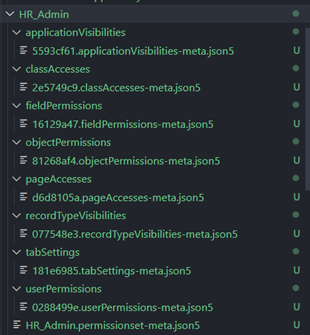 HR_Admin
applicationVisibilities
5593cf61.applicationVisibilities-meta.json5 U
classAccesses
2e5749c9.classAccesses-meta.json5 U
fieldPermissions
16129a47.fieldPermissions-meta.json5 U
objectPermissions
81268af4.objectPermissions-meta.json5 U
pageAccesses
d6d8105a.pageAccesses-meta.json5 U
recordTypeVisibilities
077548e3.recordTypeVisibilities-meta.json5 U
tabSettings
181e6985.tabSettings-meta.json5 U
userPermissions
0288499e.userPermissions-meta.json5 U
HR_Admin.permissionset-meta.json5 U